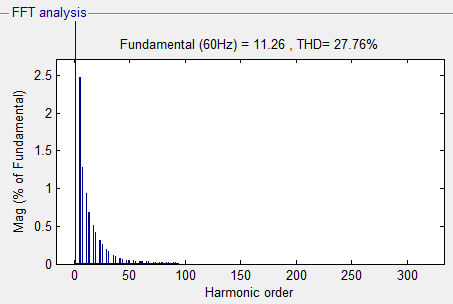 FFT analysis
Fundamental (60Hz) = 11.26 , THD= 27.76%
Mag (% of Fundamental)
2.5
2
1.5
1
0.5
0
0 50 100 150 200 250 300
Harmonic order